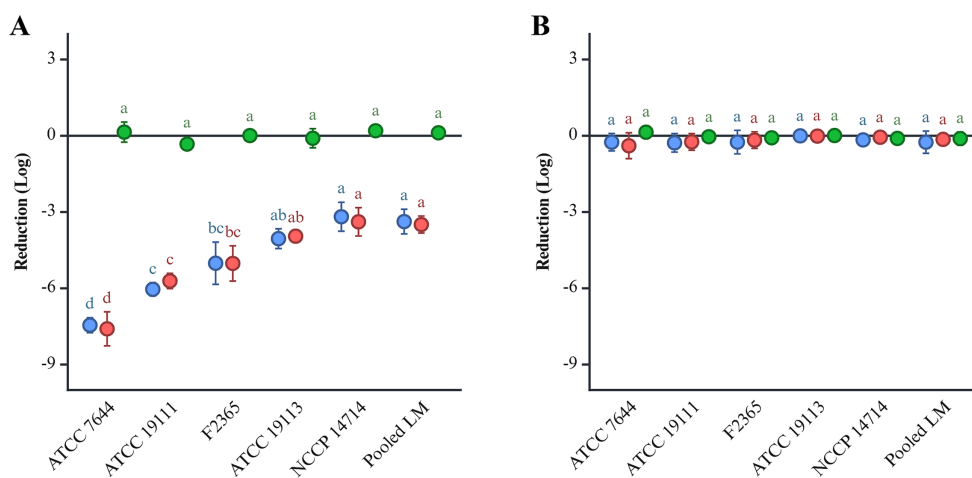 A
Reduction (Log)
3
0
-3
-6
-9
a a a a a a
d d c c bc bc ab ab a a a a
ATCC 7644
ATCC 19111
F2365
ATCC 19113
NCCP 14714
Pooled LM
B
Reduction (Log)
3
0
-3
-6
-9
a a a a a a a a a a a a a a a a a a
ATCC 7644
ATCC 19111
F2365
ATCC 19113
NCCP 14714
Pooled LM